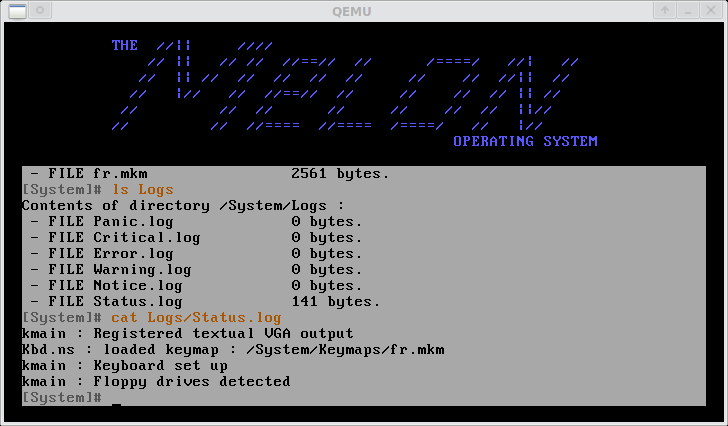 QEMU
THE
MELON
OPERATING SYSTEM
- FILE fr.mkm 2561 bytes.
[System]# ls Logs
Contents of directory /System/Logs :
- FILE Panic.log 0 bytes.
- FILE Critical.log 0 bytes.
- FILE Error.log 0 bytes.
- FILE Warning.log 0 bytes.
- FILE Notice.log 0 bytes.
- FILE Status.log 141 bytes.
[System]# cat Logs/Status.log
kmain : Registered textual VGA output
Kbd.ns : loaded keymap : /System/Keymaps/fr.mkm
kmain : Keyboard set up
kmain : Floppy drives detected
[System]# _